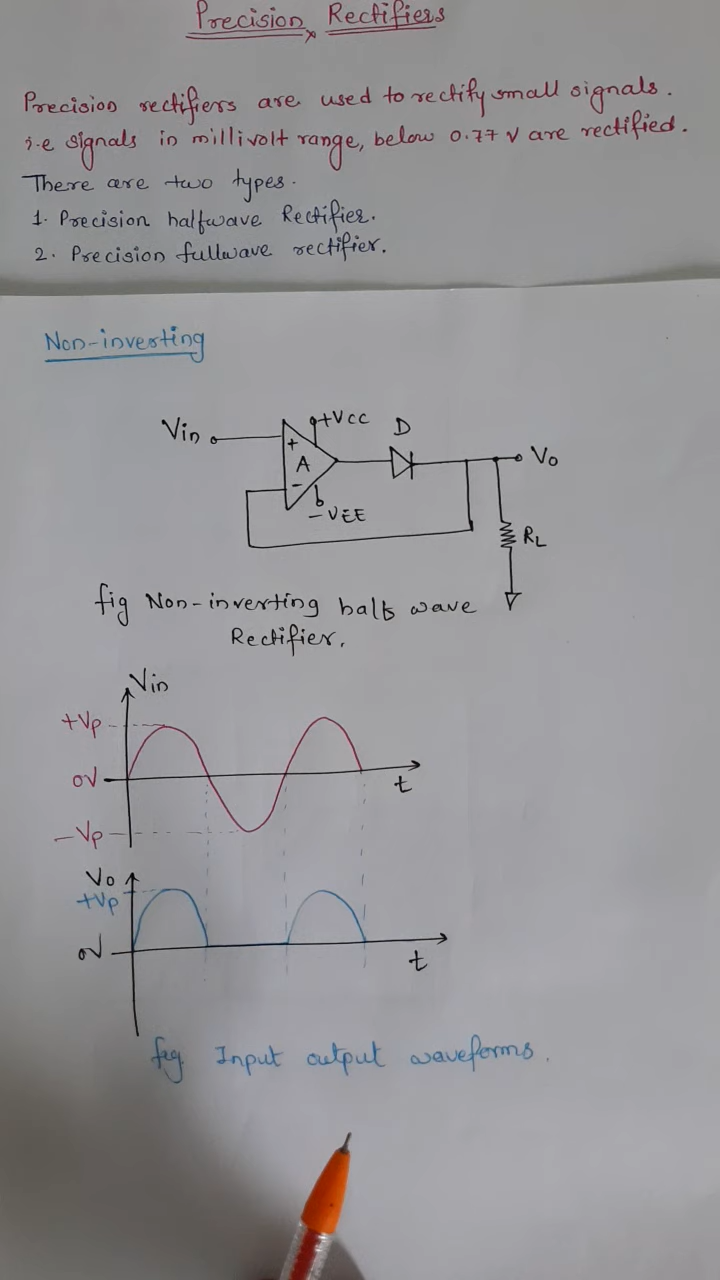 Precision Rectifiers
Precision rectifiers are used to rectify small signals.
i.e signals in millivolt range, below 0.77 V are rectified.
There are two types.
1. Precision halfwave Rectifier.
2. Precision fullwave rectifier.
Non-inverting
+VCC
D
Vin
+
A
Vo
-
-VEE
RL
fig Non-inverting half wave
Rectifier.
Vin
+Vp
0V
t
-Vp
Vo
+Vp
0V
t
fig. Input output waveforms.